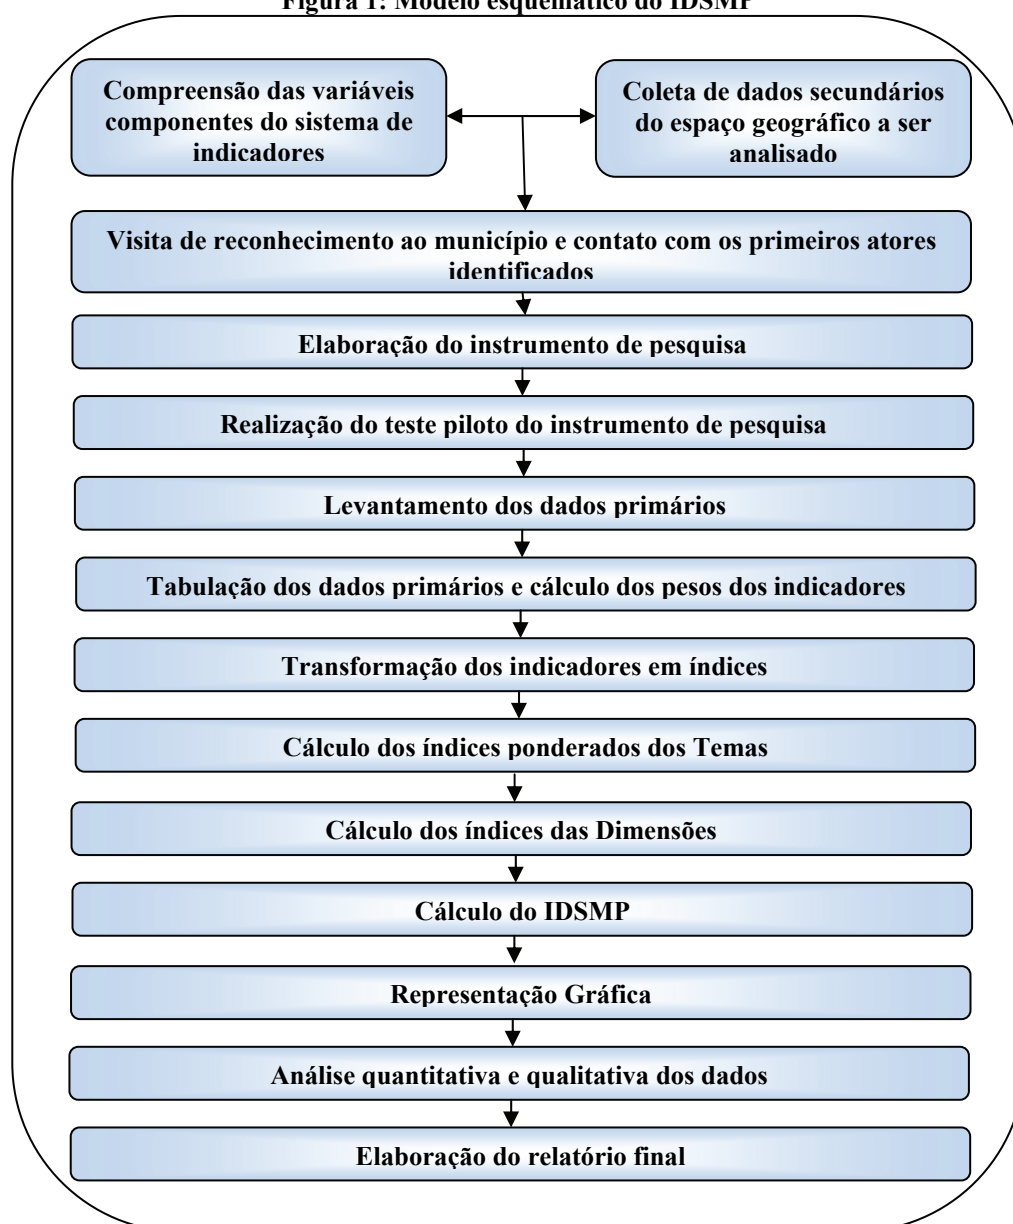 Figura 1: Modelo esquemático do IDSMP
Compreensão das variáveis
componentes do sistema de
indicadores
Coleta de dados secundários
do espaço geográfico a ser
analisado
Visita de reconhecimento ao município e contato com os primeiros atores
identificados
Elaboração do instrumento de pesquisa
Realização do teste piloto do instrumento de pesquisa
Levantamento dos dados primários
Tabulação dos dados primários e cálculo dos pesos dos indicadores
Transformação dos indicadores em índices
Cálculo dos índices ponderados dos Temas
Cálculo dos índices das Dimensões
Cálculo do IDSMP
Representação Gráfica
Análise quantitativa e qualitativa dos dados
Elaboração do relatório final